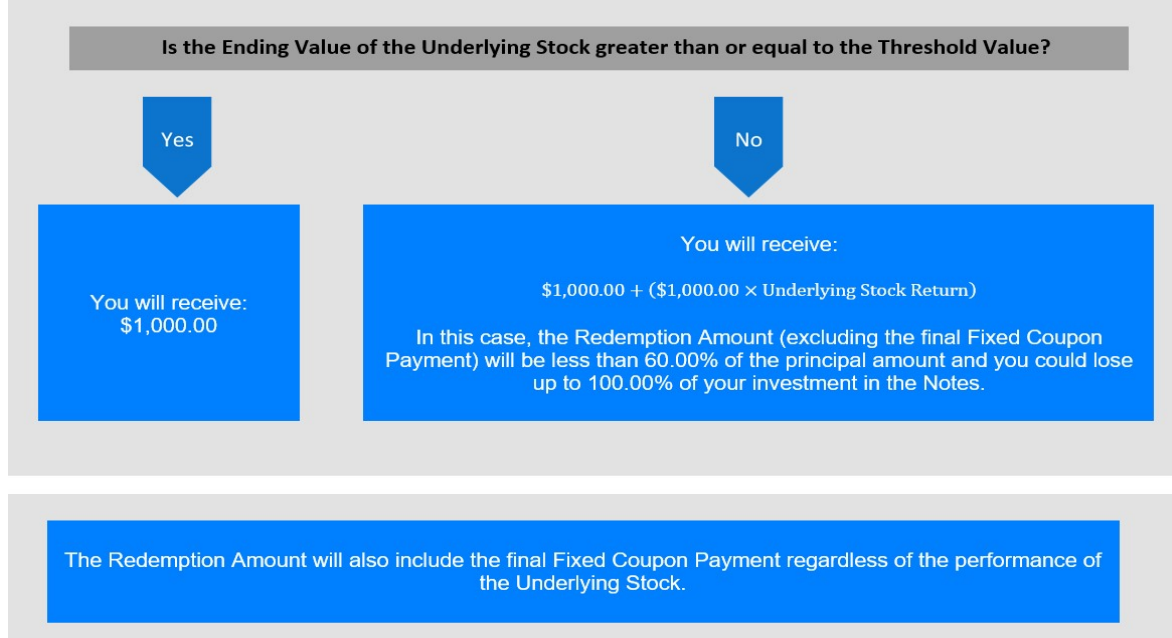 Is the Ending Value of the Underlying Stock greater than or equal to the Threshold Value?
Yes
No
You will receive:
$1,000.00
You will receive:
$1,000.00 + ($1,000.00 × Underlying Stock Return)
In this case, the Redemption Amount (excluding the final Fixed Coupon
Payment) will be less than 60.00% of the principal amount and you could lose
up to 100.00% of your investment in the Notes.
The Redemption Amount will also include the final Fixed Coupon Payment regardless of the performance of
the Underlying Stock.